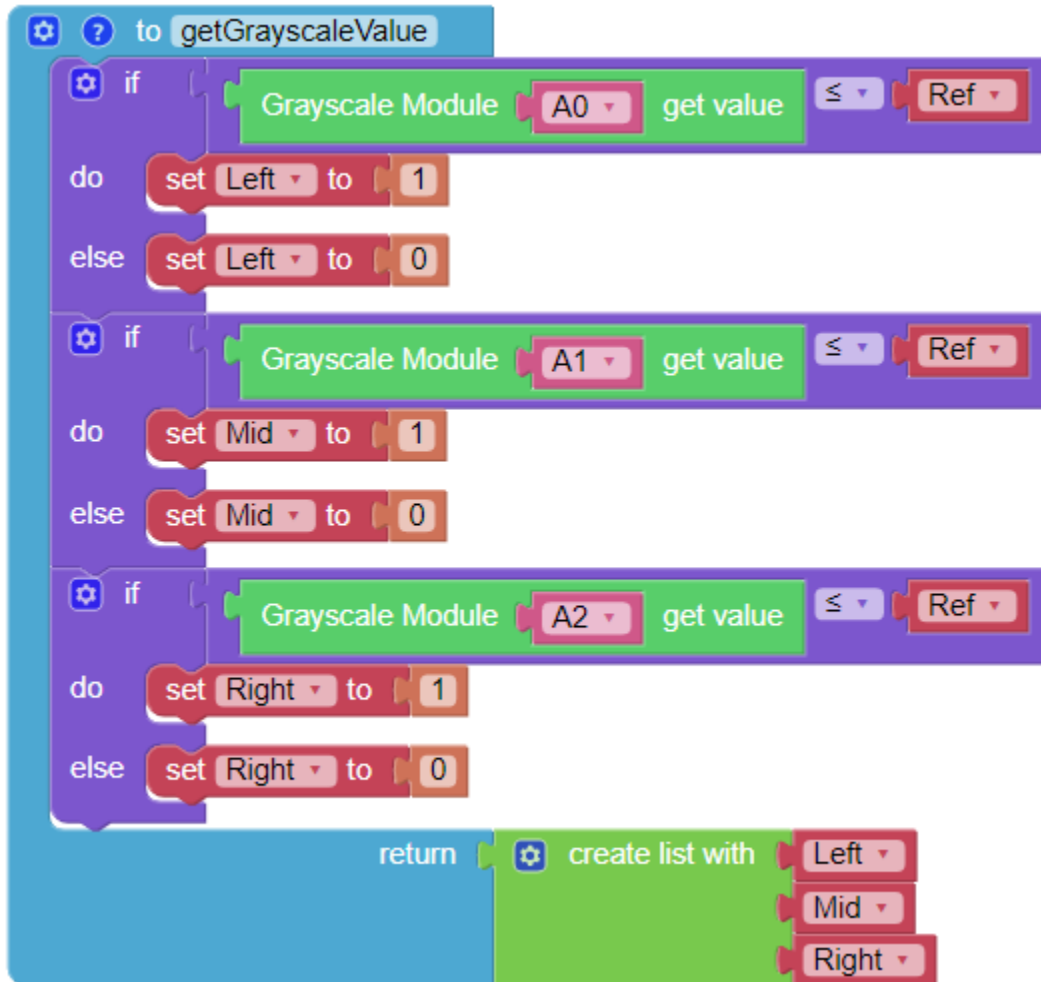 ? to getGrayscaleValue
if Grayscale Module A0 get value ≤ Ref
do set Left to 1
else set Left to 0
if Grayscale Module A1 get value ≤ Ref
do set Mid to 1
else set Mid to 0
if Grayscale Module A2 get value ≤ Ref
do set Right to 1
else set Right to 0
return create list with Left
Mid
Right